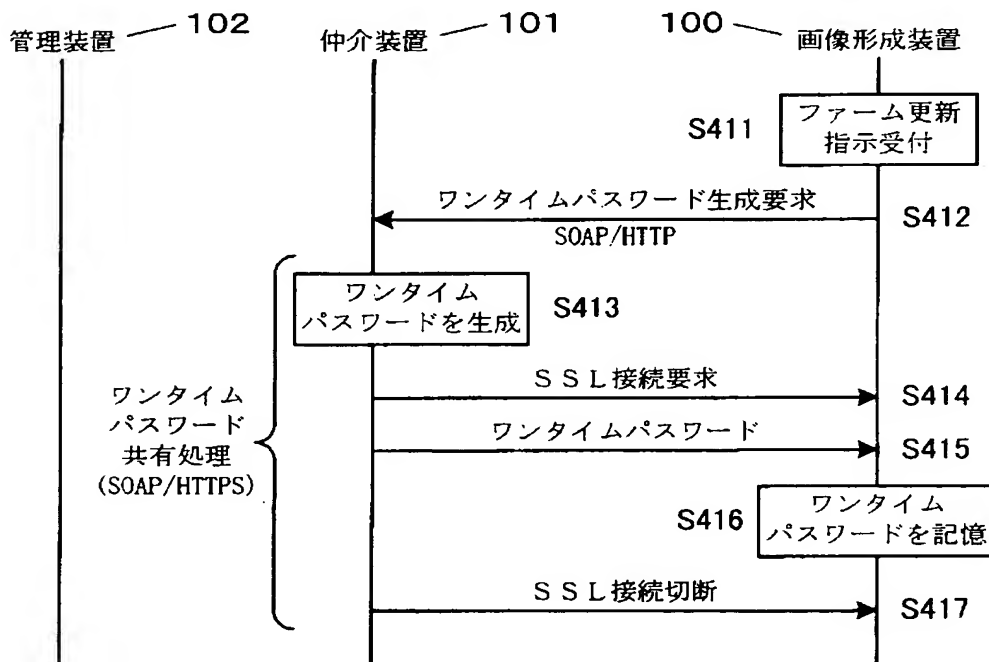 管理装置 102
仲介装置 101
100 画像形成装置
S411
ファーム更新
指示受付
ワンタイムパスワード生成要求
SOAP/HTTP
S412
ワンタイム
パスワードを生成
S413
ワンタイム
パスワード
共有処理
(SOAP/HTTPS)
SSL接続要求
S414
ワンタイムパスワード
S415
S416
ワンタイム
パスワードを記憶
SSL接続切断
S417